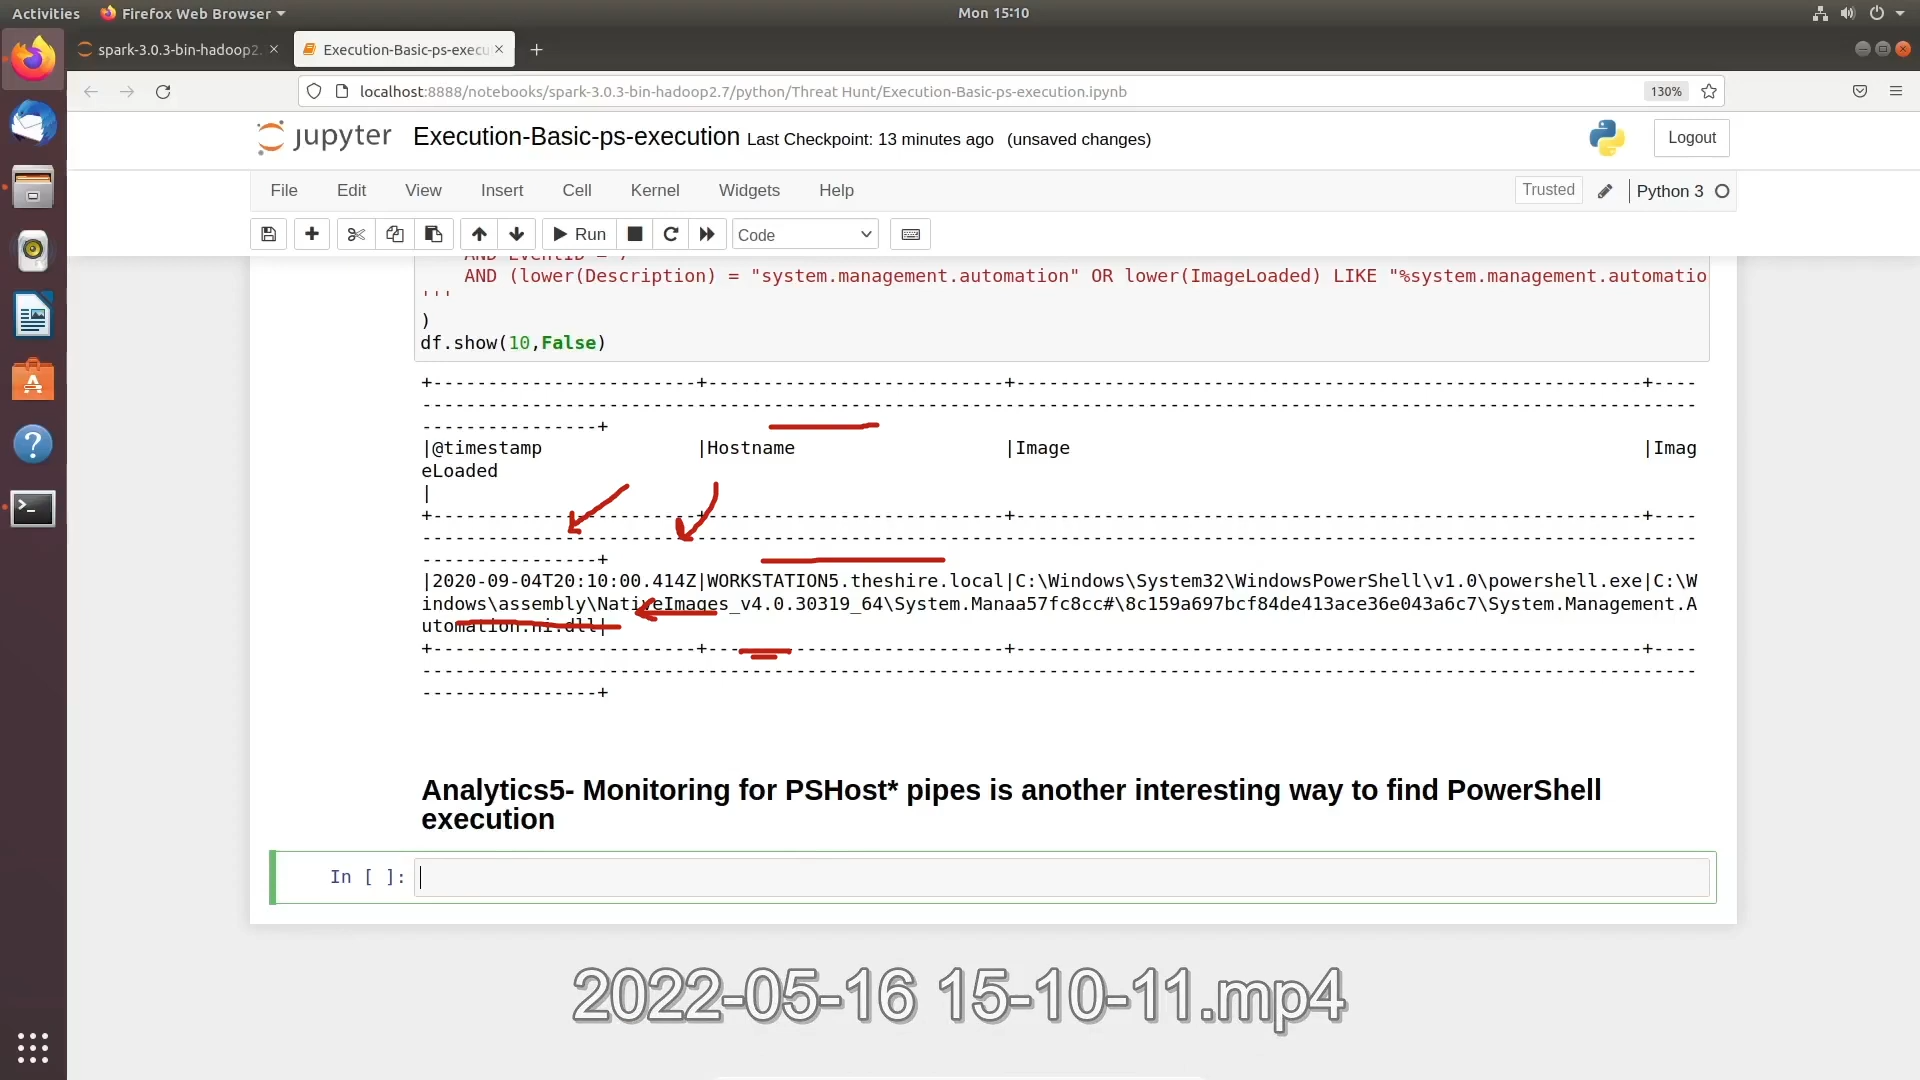 Activities Firefox Web Browser Mon 15:10
spark-3.0.3-bin-hadoop2. Execution-Basic-ps-execu
localhost:8888/notebooks/spark-3.0.3-bin-hadoop2.7/python/Threat Hunt/Execution-Basic-ps-execution.ipynb 130%
jupyter Execution-Basic-ps-execution Last Checkpoint: 13 minutes ago (unsaved changes) Logout
File Edit View Insert Cell Kernel Widgets Help Trusted Python 3
Run Code
AND EventID = 7
AND (lower(Description) = "system.management.automation" OR lower(ImageLoaded) LIKE "%system.management.automatio
'''
)
df.show(10,False)
+------------------------+---------------------------+---------------------------------------------------------+----
--------------------------------------------------------------------------------------------------------------------
----------------+
|@timestamp |Hostname |Image |Imag
eLoaded
|
+------------------------+---------------------------+---------------------------------------------------------+----
--------------------------------------------------------------------------------------------------------------------
----------------+
|2020-09-04T20:10:00.414Z|WORKSTATION5.theshire.local|C:\Windows\System32\WindowsPowerShell\v1.0\powershell.exe|C:\W
indows\assembly\NativeImages_v4.0.30319_64\System.Manaa57fc8cc#\8c159a697bcf84de413ace36e043a6c7\System.Management.A
utomation.ni.dll|
+------------------------+---------------------------+---------------------------------------------------------+----
--------------------------------------------------------------------------------------------------------------------
----------------+
Analytics5- Monitoring for PSHost* pipes is another interesting way to find PowerShell
execution
In [ ]:
2022-05-16 15-10-11.mp4